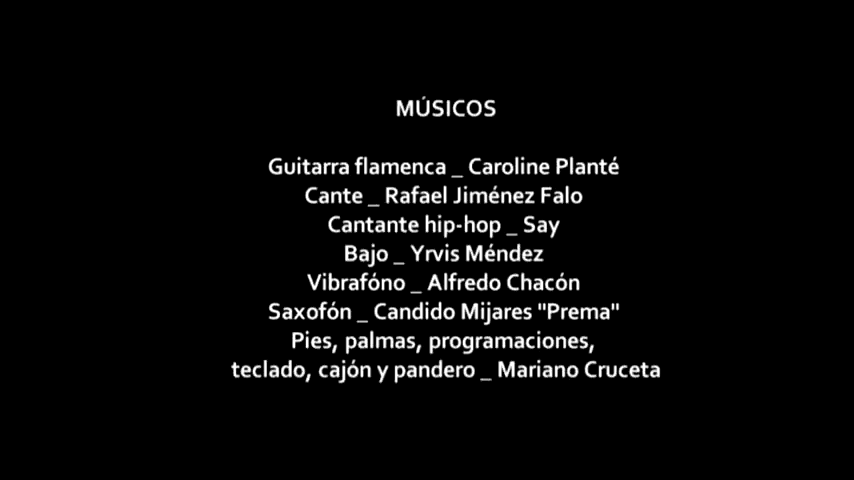 MÚSICOS
Guitarra flamenca _ Caroline Planté
Cante _ Rafael Jiménez Falo
Cantante hip-hop _ Say
Bajo _ Yrvis Méndez
Vibrafóno _ Alfredo Chacón
Saxofón _ Candido Mijares "Prema"
Pies, palmas, programaciones,
teclado, cajón y pandero _ Mariano Cruceta